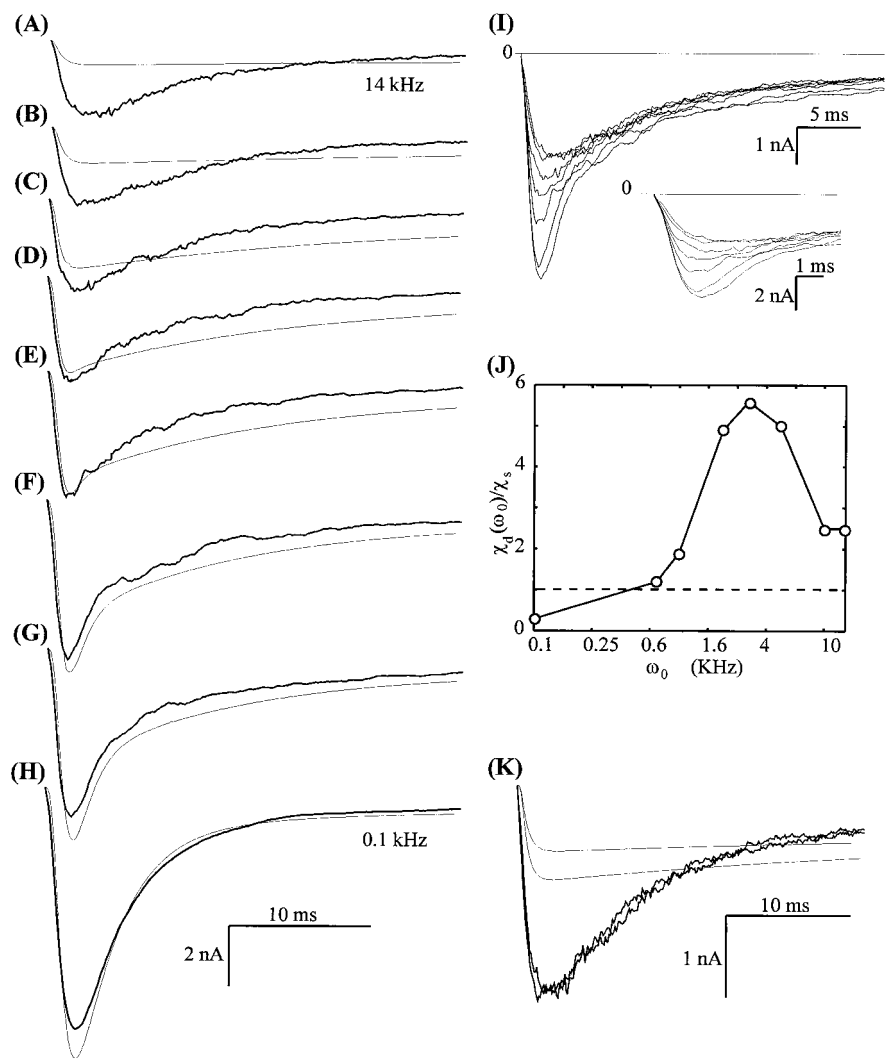 (A)
14 kHz
(B)
(C)
(D)
(E)
(F)
(G)
(H)
0.1 kHz
10 ms
2 nA
(I)
0
5 ms
1 nA
0
1 ms
2 nA
(J)
6
4
2
0
χd(ω0)/χs
0.1 0.25 0.6 1.6 4 10
ω0 (KHz)
(K)
10 ms
1 nA